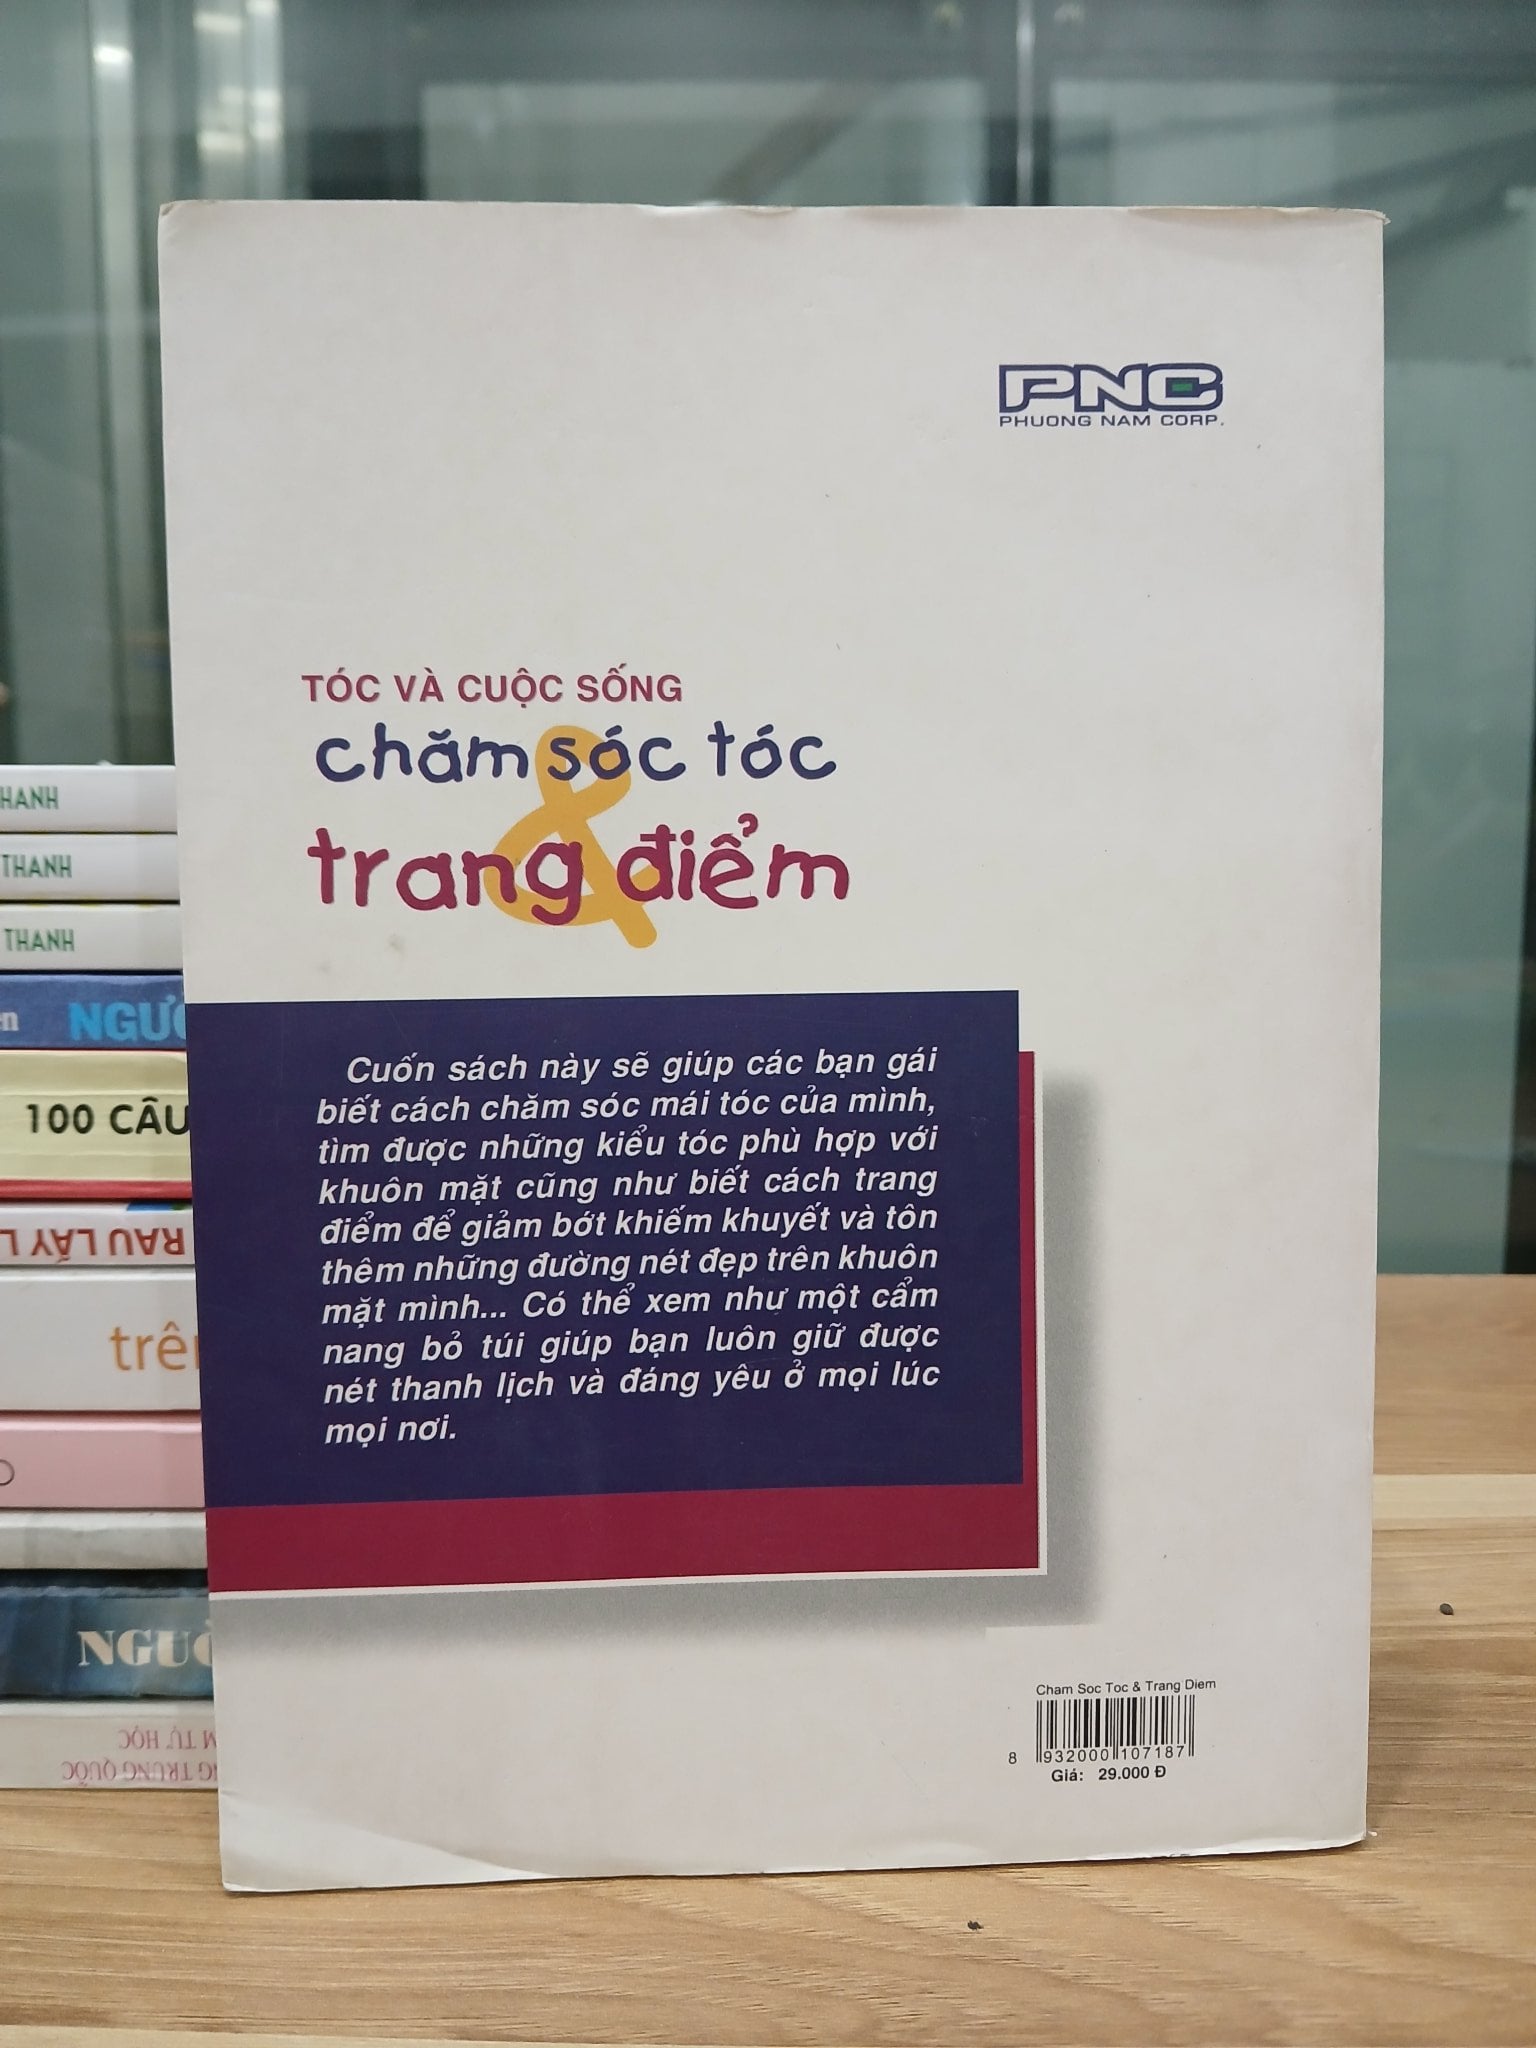 PNC
PHUONG NAM CORP.
TÓC VÀ CUỘC SỐNG
chăm sóc tóc
&
trang điểm
Cuốn sách này sẽ giúp các bạn gái
biết cách chăm sóc mái tóc của mình,
tìm được những kiểu tóc phù hợp với
khuôn mặt cũng như biết cách trang
điểm để giảm bớt khiếm khuyết và tôn
thêm những đường nét đẹp trên khuôn
mặt mình... Có thể xem như một cẩm
nang bỏ túi giúp bạn luôn giữ được
nét thanh lịch và đáng yêu ở mọi lúc
mọi nơi.
Cham Soc Toc & Trang Diem
8 932000 107187
Giá: 29.000 Đ
HANH
THANH
THANH
100 CÂU
RAU LẤY
TỰ HỌC
TRUNG QUỐC